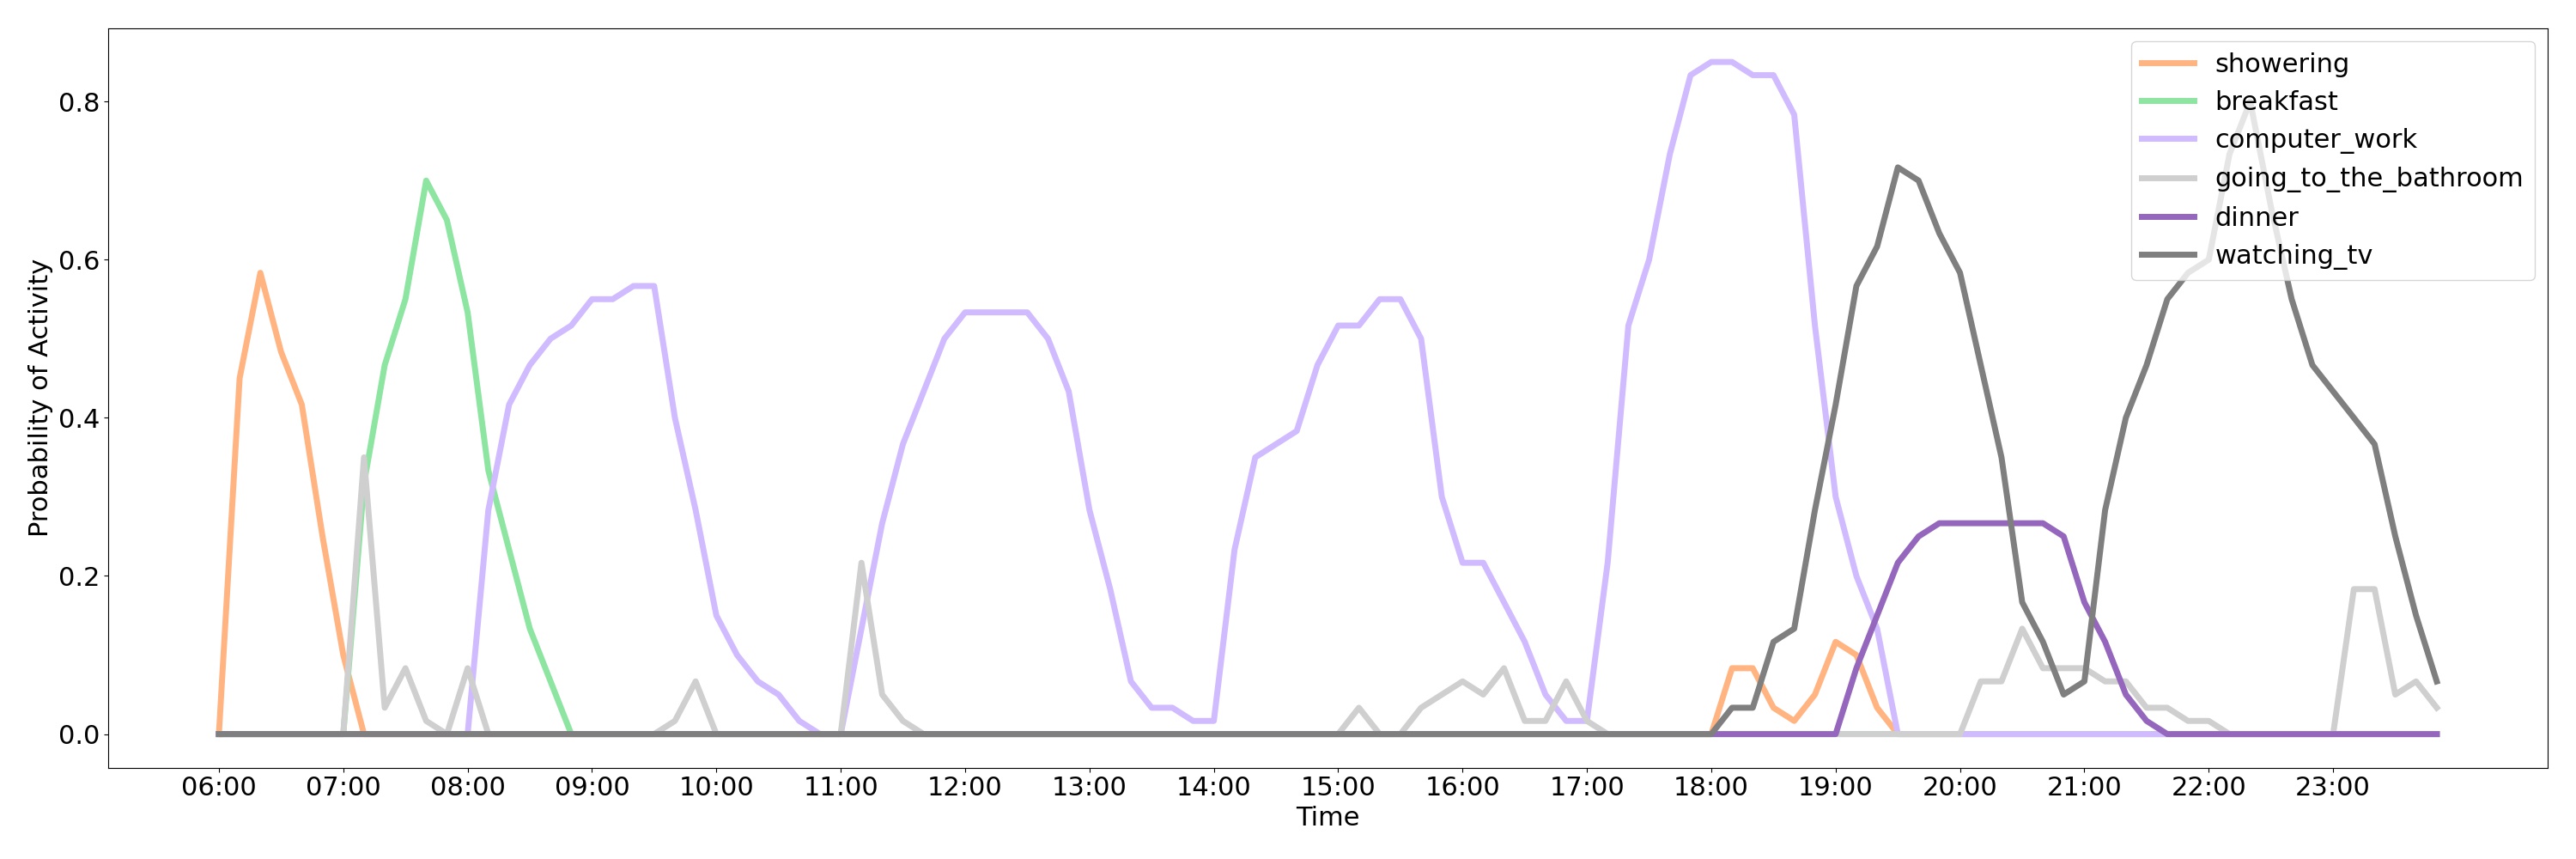 showering
breakfast
computer_work
going_to_the_bathroom
dinner
watching_tv
Probability of Activity
0.8
0.6
0.4
0.2
0.0
06:00 07:00 08:00 09:00 10:00 11:00 12:00 13:00 14:00 15:00 16:00 17:00 18:00 19:00 20:00 21:00 22:00 23:00
Time